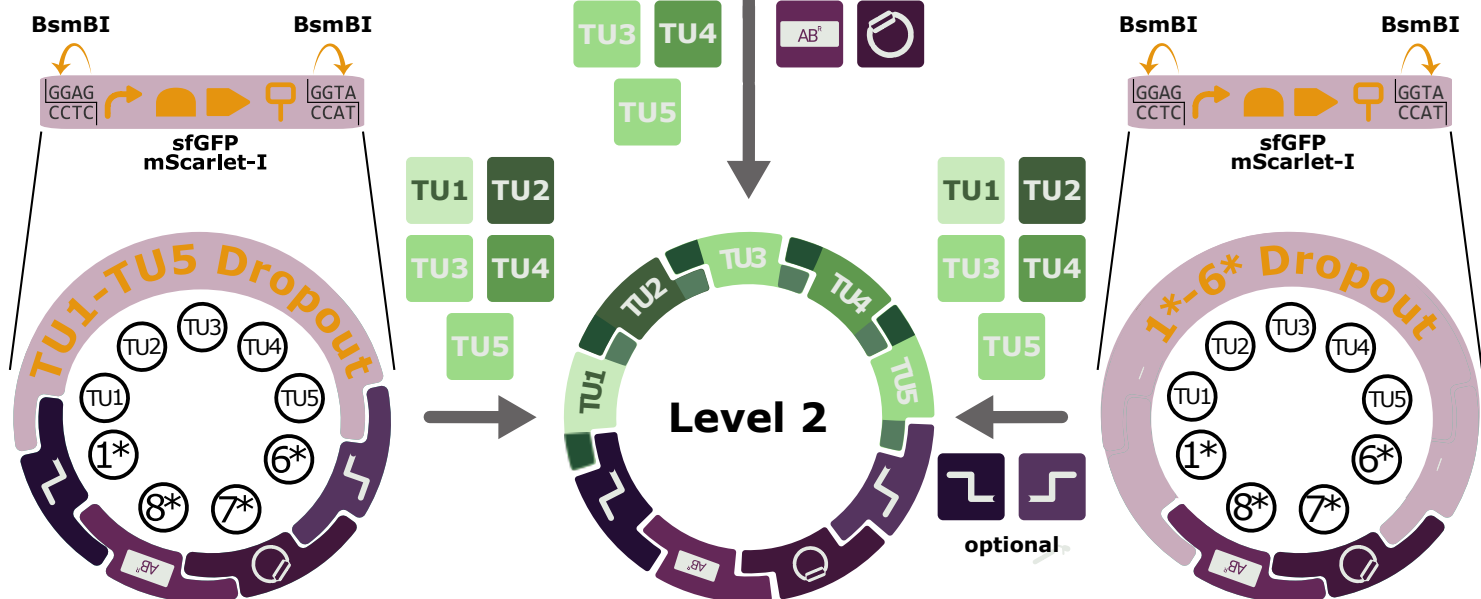 BsmBI
BsmBI
GGAG
CCTC
GGTA
CCAT
sfGFP
mScarlet-I
TU3
TU4
TU5
AB^R
BsmBI
BsmBI
GGAG
CCTC
GGTA
CCAT
sfGFP
mScarlet-I
TU1
TU2
TU3
TU4
TU5
TU1
TU2
TU3
TU4
TU5
TU1-TU5 Dropout
TU1
TU2
TU3
TU4
TU5
1*
6*
8*
7*
AB^R
TU1
TU2
TU3
TU4
TU5
Level 2
AB^R
optional
1*-6* Dropout
TU1
TU2
TU3
TU4
TU5
1*
6*
8*
7*
AB^R